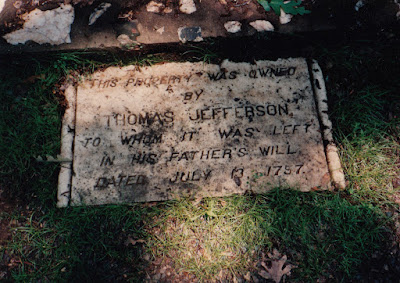 THIS PROPERTY WAS OWNED
BY
THOMAS JEFFERSON
TO WHOM IT WAS LEFT
IN HIS FATHER'S WILL
DATED JULY 13, 1757.